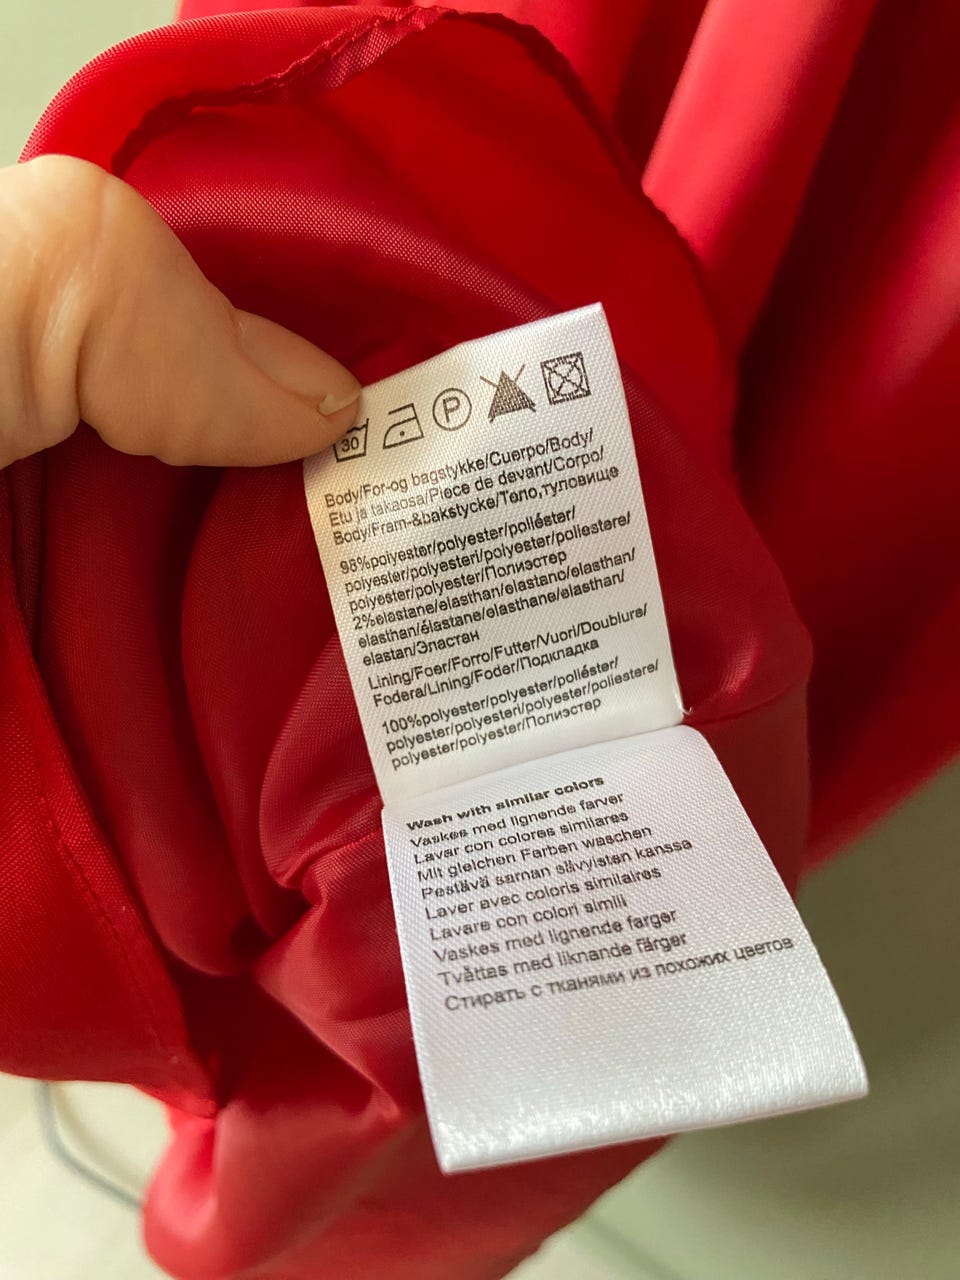 30
P
Body/For-og bagstykke/Cuerpo/Body/
Etu ja takaosa/Piece de devant/Corpo/
Body/Fram-&bakstycke/Тело,туловище
98%polyester/polyester/poliéster/
polyester/polyesteri/polyester/poliestere/
polyester/polyester/Полиэстер
2%elastane/elasthan/elastano/elasthan/
elasthan/élastane/elasthane/elasthan/
elastan/Эластан
Lining/Foer/Forro/Futter/Vuori/Doublure/
Fodera/Lining/Foder/Подкладка
100%polyester/polyester/poliéster/
polyester/polyesteri/polyester/poliestere/
polyester/polyester/Полиэстер
Wash with similar colors
Vaskes med lignende farver
Lavar con colores similares
Mit gleichen Farben waschen
Pestävä saman sävyisten kanssa
Laver avec coloris similaires
Lavare con colori simili
Vaskes med lignende farger
Tvättas med liknande färger
Стирать с тканями из похожих цветов